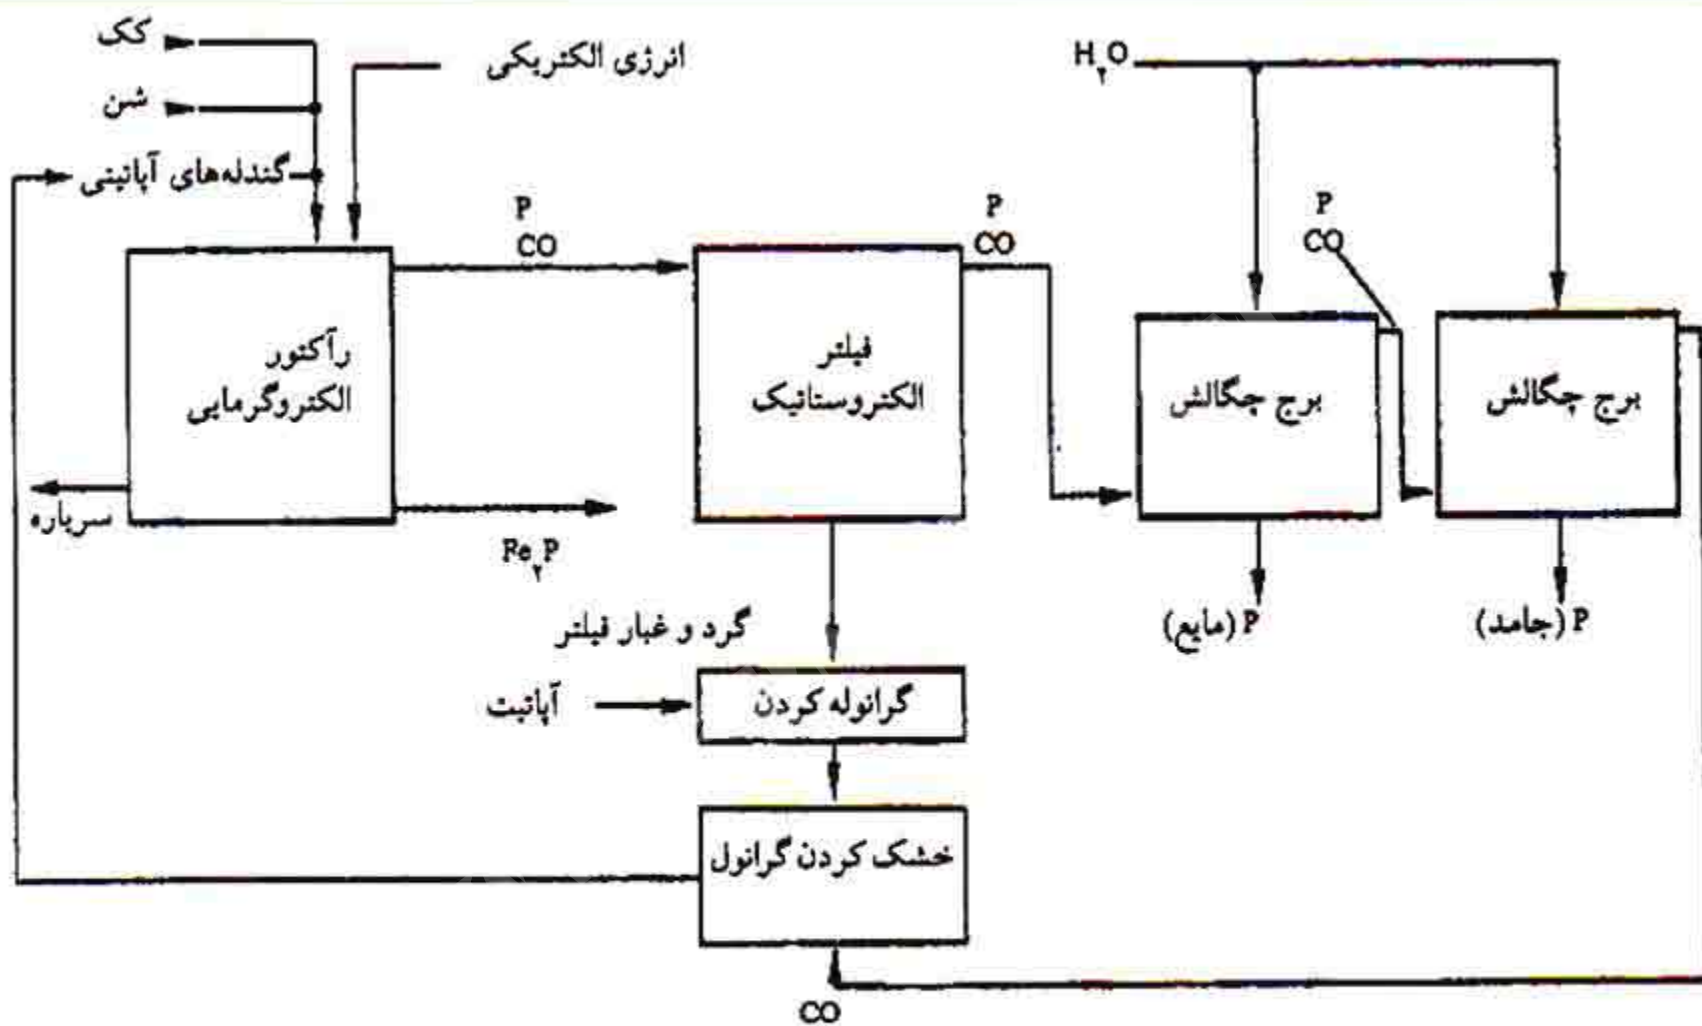 کک
شن
گندله‌های آپاتیتی
انرژی الکتریکی
H₂O
P
CO
P
CO
P
CO
رآکتور
الکتروگرمایی
فیلتر
الکتروستاتیک
برج چگالش
برج چگالش
سرباره
Fe₂P
گرد و غبار فیلتر
P (مایع)
P (جامد)
آپاتیت
گرانوله کردن
خشک کردن گرانول
CO